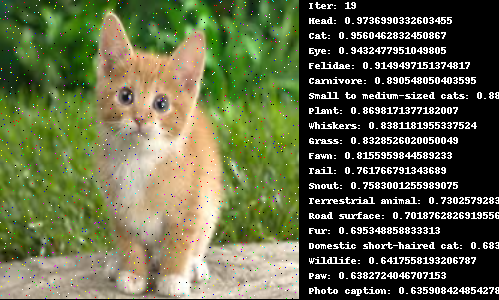 Iter: 19
Head: 0.9736990332603455
Cat: 0.9560462832450867
Eye: 0.9432477951049805
Felidae: 0.9149497151374817
Carnivore: 0.890548050403595
Small to medium-sized cats: 0.88
Plant: 0.8698171377182007
Whiskers: 0.8381181955337524
Grass: 0.8328526020050049
Fawn: 0.8155959844589233
Tail: 0.761766791343689
Snout: 0.7583001255989075
Terrestrial animal: 0.7302579283
Road surface: 0.7018762826919556
Fur: 0.695348858833313
Domestic short-haired cat: 0.683
Wildlife: 0.6417558193206787
Paw: 0.6382724046707153
Photo caption: 0.635908424854278